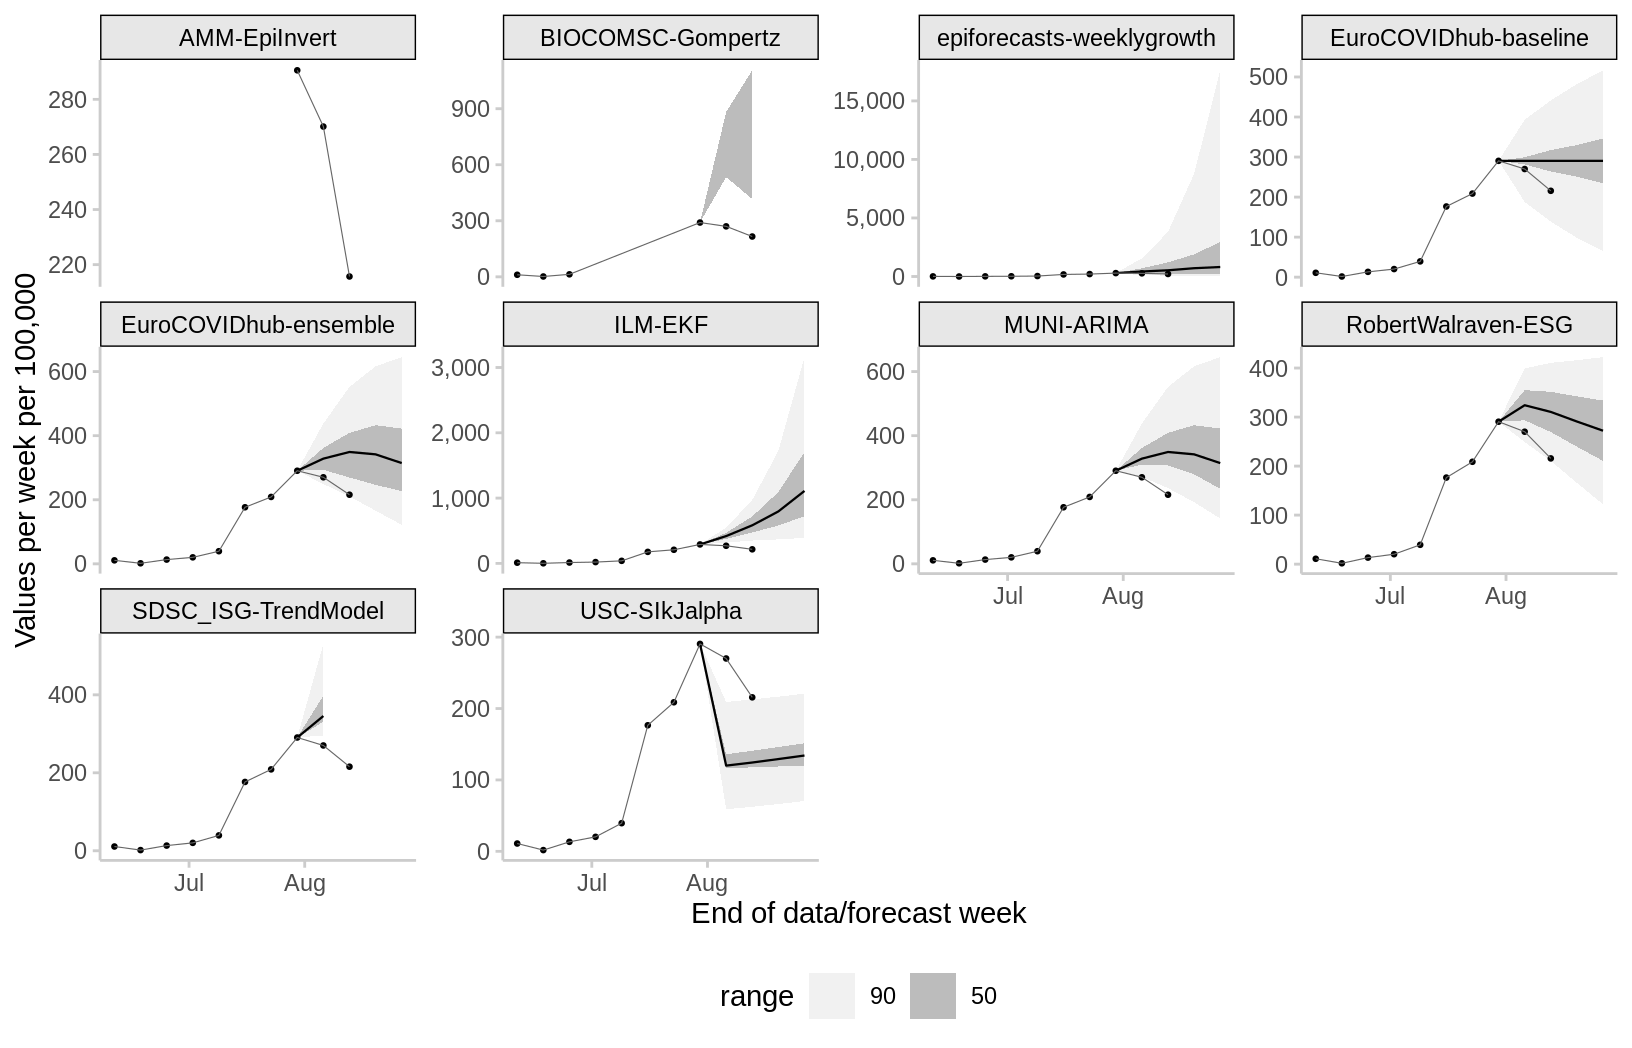 AMM-EpiInvert
BIOCOMSC-Gompertz
epiforecasts-weeklygrowth
EuroCOVIDhub-baseline
280
260
240
220
900
600
300
0
15,000
10,000
5,000
0
500
400
300
200
100
0
EuroCOVIDhub-ensemble
ILM-EKF
MUNI-ARIMA
RobertWalraven-ESG
600
400
200
0
3,000
2,000
1,000
0
600
400
200
0
Jul Aug
400
300
200
100
0
Jul Aug
SDSC_ISG-TrendModel
USC-SIkJalpha
400
200
0
Jul Aug
300
200
100
0
Jul Aug
Values per week per 100,000
End of data/forecast week
range 90 50